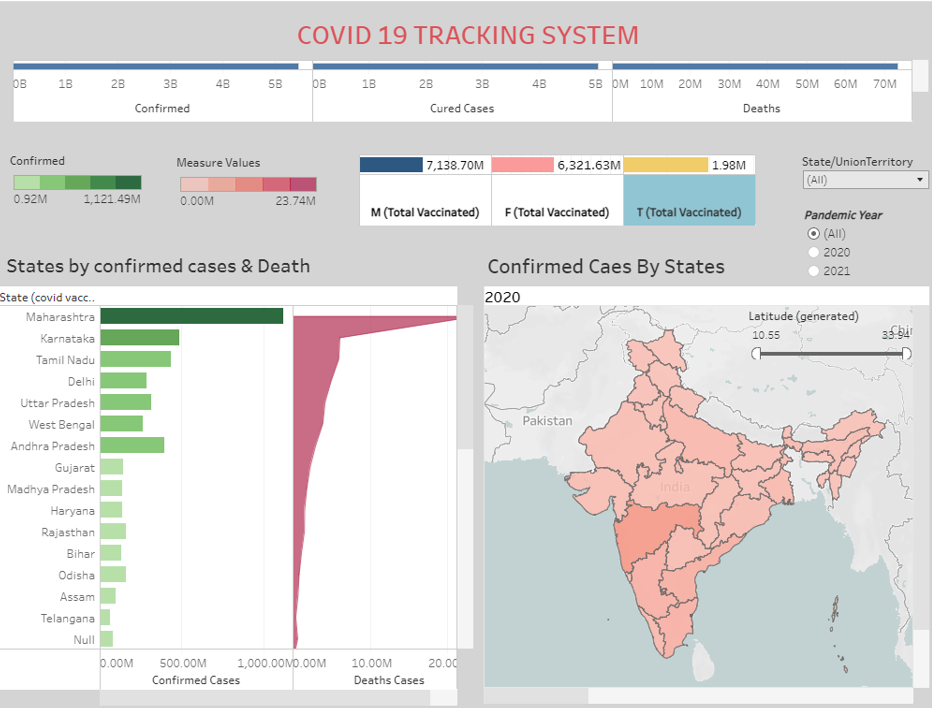 COVID 19 TRACKING SYSTEM
0B 1B 2B 3B 4B 5B 0B 1B 2B 3B 4B 5B 0M 10M 20M 30M 40M 50M 60M 70M
Confirmed Cured Cases Deaths
Confirmed
0.92M 1,121.49M
Measure Values
0.00M 23.74M
7,138.70M 6,321.63M 1.98M
M (Total Vaccinated) F (Total Vaccinated) T (Total Vaccinated)
State/UnionTerritory
(All)
Pandemic Year
(All)
2020
2021
States by confirmed cases & Death
State (covid vacc..
Maharashtra
Karnataka
Tamil Nadu
Delhi
Uttar Pradesh
West Bengal
Andhra Pradesh
Gujarat
Madhya Pradesh
Haryana
Rajasthan
Bihar
Odisha
Assam
Telangana
Null
0.00M 500.00M 1,000.00M 0.00M 10.00M 20.00
Confirmed Cases Deaths Cases
Confirmed Caes By States
2020
Latitude (generated)
10.55 33.94
Chin
Pakistan
India